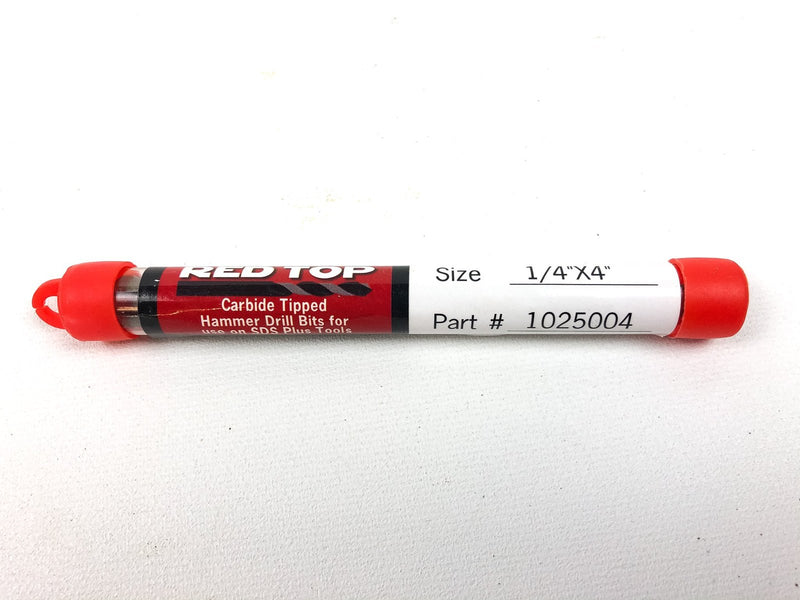 RED TOP
Carbide Tipped
Hammer Drill Bits for
use on SDS Plus Tools
Size 1/4"X4"
Part # 1025004